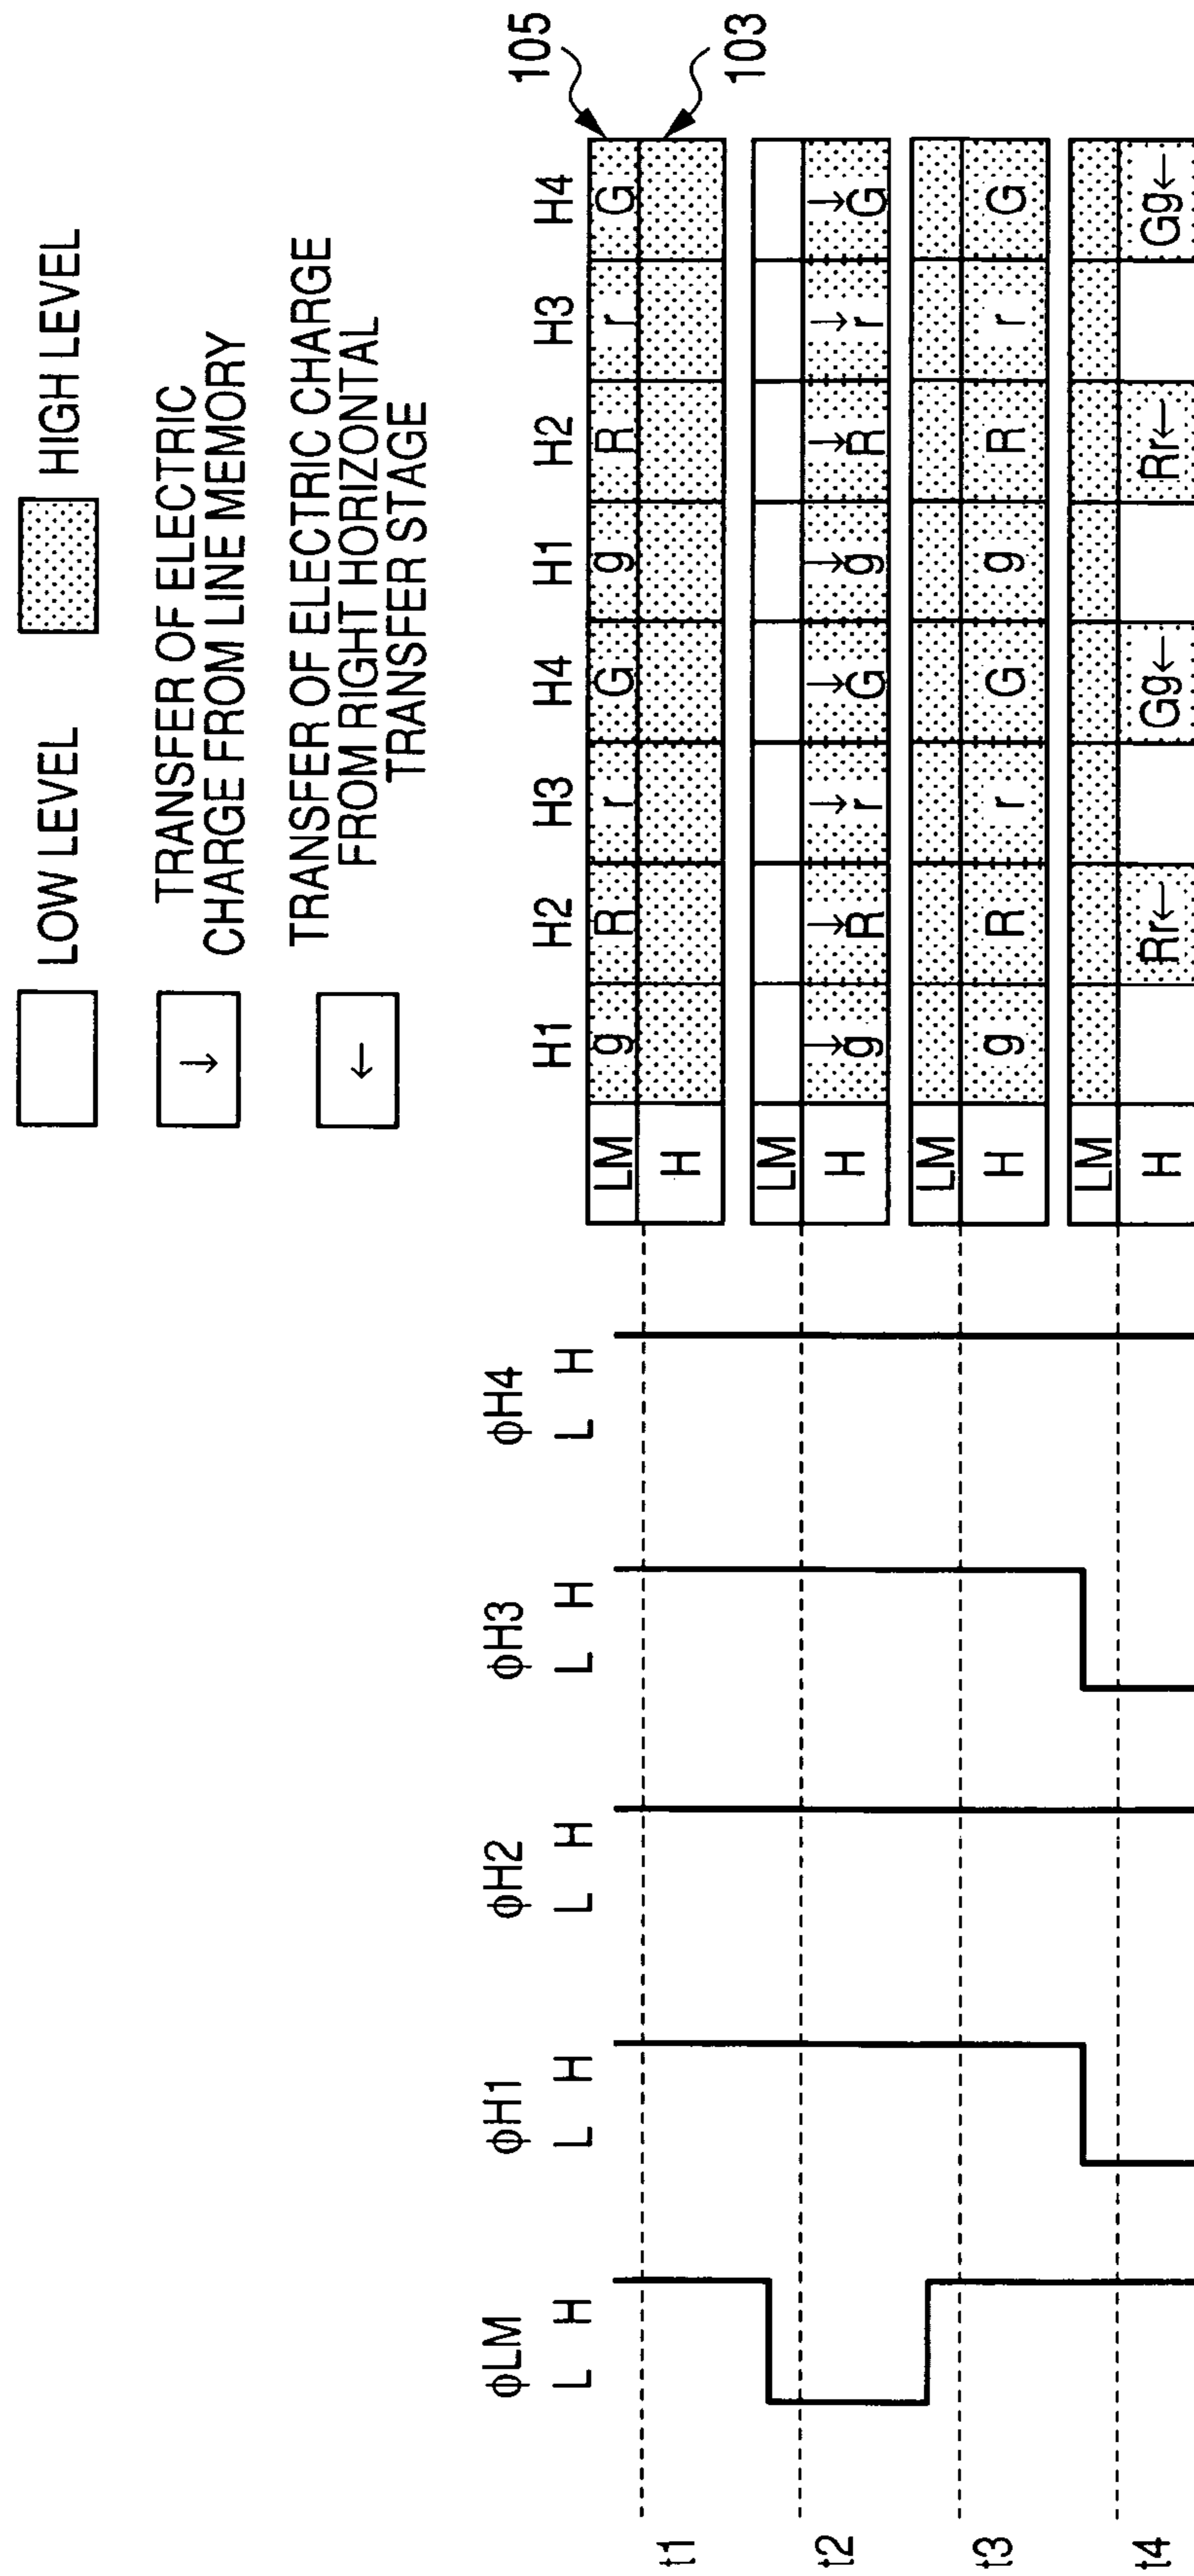 LOW LEVEL
HIGH LEVEL
↓
TRANSFER OF ELECTRIC
CHARGE FROM LINE MEMORY
←
TRANSFER OF ELECTRIC CHARGE
FROM RIGHT HORIZONTAL
TRANSFER STAGE
φLM φH1 φH2 φH3 φH4
L H L H L H L H L H
H1 H2 H3 H4 H1 H2 H3 H4
105
103
t1
LM g R r G g R r G
H
t2
LM
H ↓g ↓R ↓r ↓G ↓g ↓R ↓r ↓G
t3
LM
H g R r G g R r G
t4
LM
H Rr← Gg← Rr← Gg←